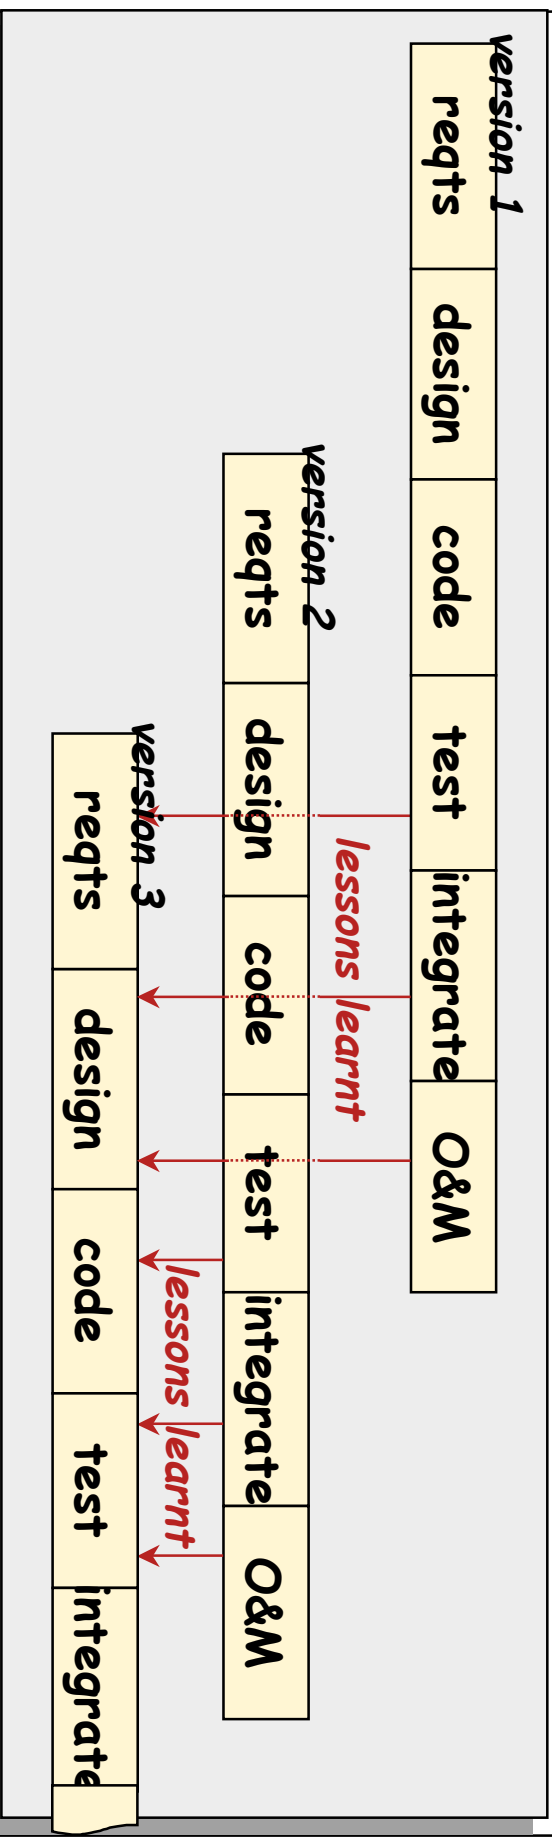 version 1
reqts
design
code
test
integrate
O&M
lessons learnt
version 2
reqts
design
code
test
integrate
O&M
lessons learnt
version 3
reqts
design
code
test
integrate